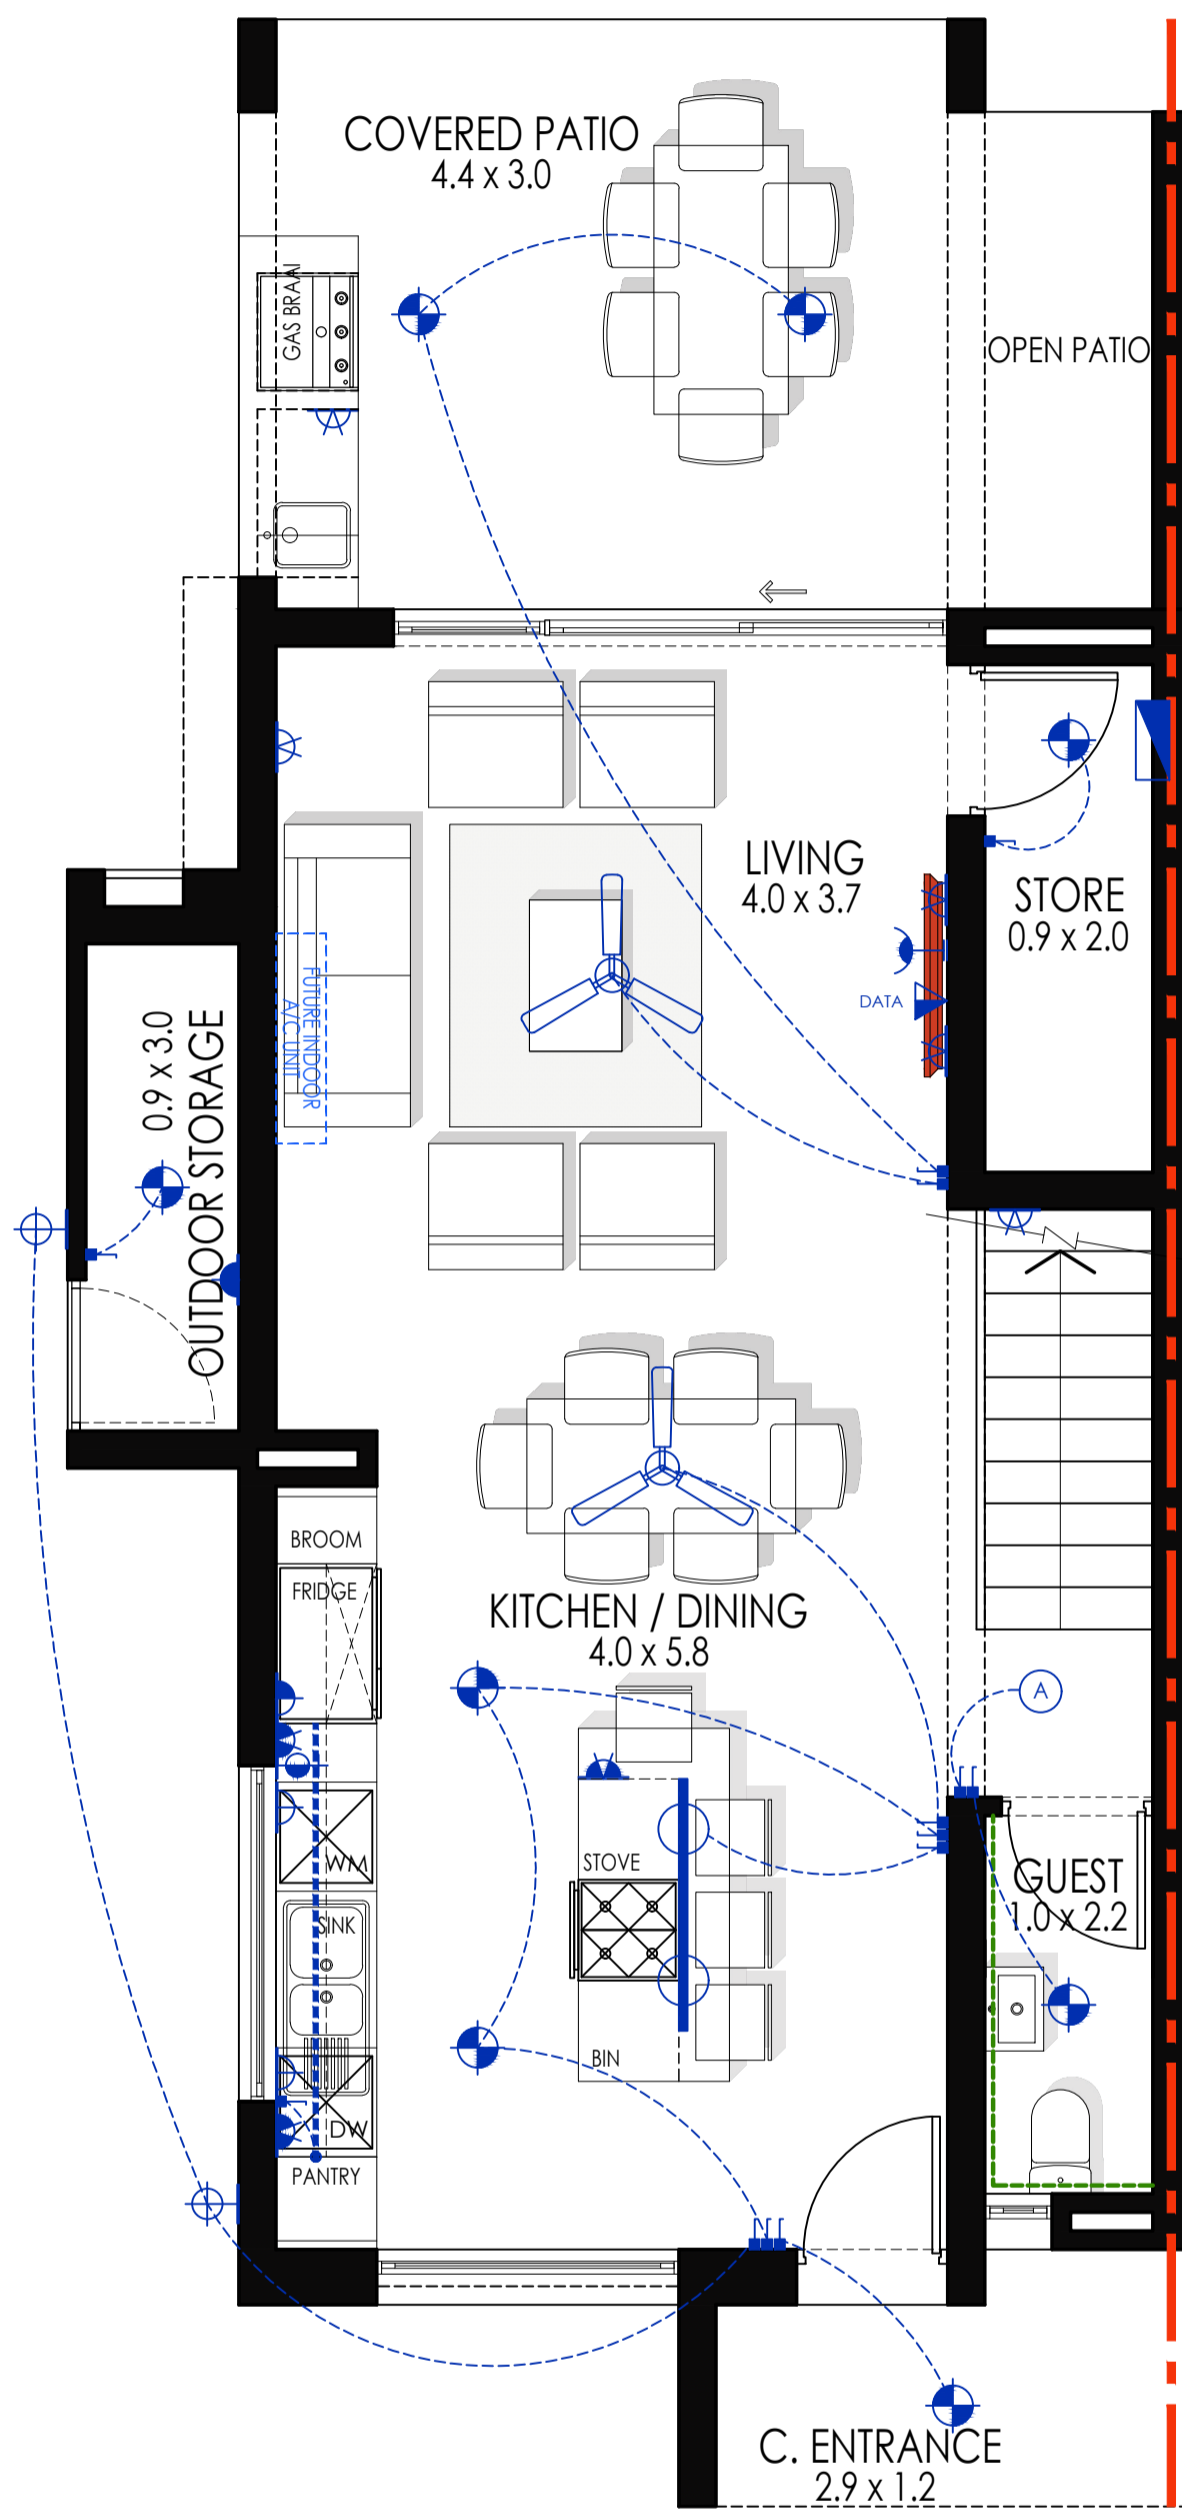 COVERED PATIO
4.4 x 3.0
GAS BRAAI
OPEN PATIO
LIVING
4.0 x 3.7
STORE
0.9 x 2.0
DATA
FUTURE INDOOR
A/C UNIT
0.9 x 3.0
OUTDOOR STORAGE
BROOM
FRIDGE
KITCHEN / DINING
4.0 x 5.8
A
WM
STOVE
GUEST
1.0 x 2.2
SINK
BIN
DW
PANTRY
C. ENTRANCE
2.9 x 1.2